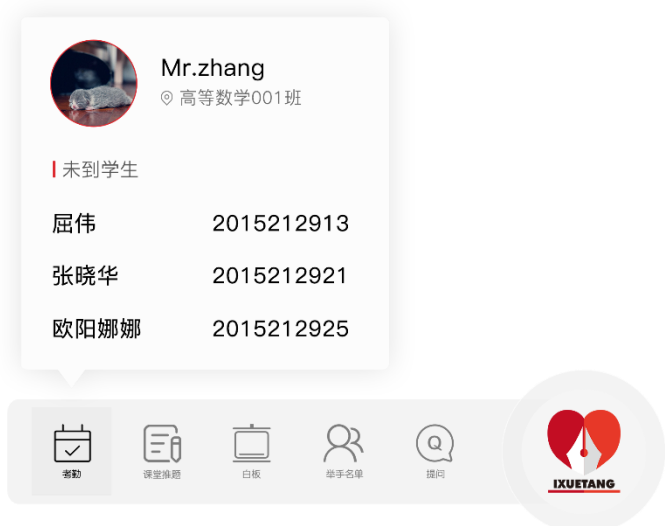 Mr.zhang
高等数学001班
未到学生
屈伟 2015212913
张晓华 2015212921
欧阳娜娜 2015212925
考勤 课堂推题 白板 举手名单 提问
Q
IXUETANG